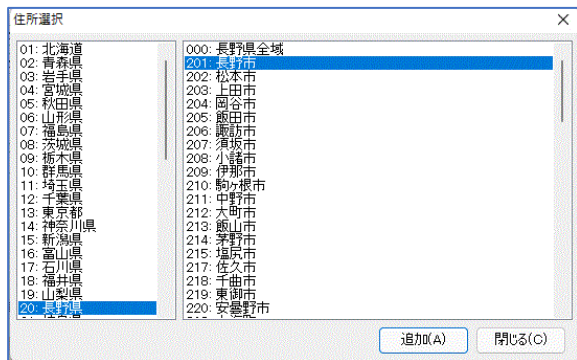 住所選択
01: 北海道
02: 青森県
03: 岩手県
04: 宮城県
05: 秋田県
06: 山形県
07: 福島県
08: 茨城県
09: 栃木県
10: 群馬県
11: 埼玉県
12: 千葉県
13: 東京都
14: 神奈川県
15: 新潟県
16: 富山県
17: 石川県
18: 福井県
19: 山梨県
20: 長野県
000: 長野県全域
201: 長野市
202: 松本市
203: 上田市
204: 岡谷市
205: 飯田市
206: 諏訪市
207: 須坂市
208: 小諸市
209: 伊那市
210: 駒ヶ根市
211: 中野市
212: 大町市
213: 飯山市
214: 茅野市
215: 塩尻市
217: 佐久市
218: 千曲市
219: 東御市
220: 安曇野市
追加(A)
閉じる(C)